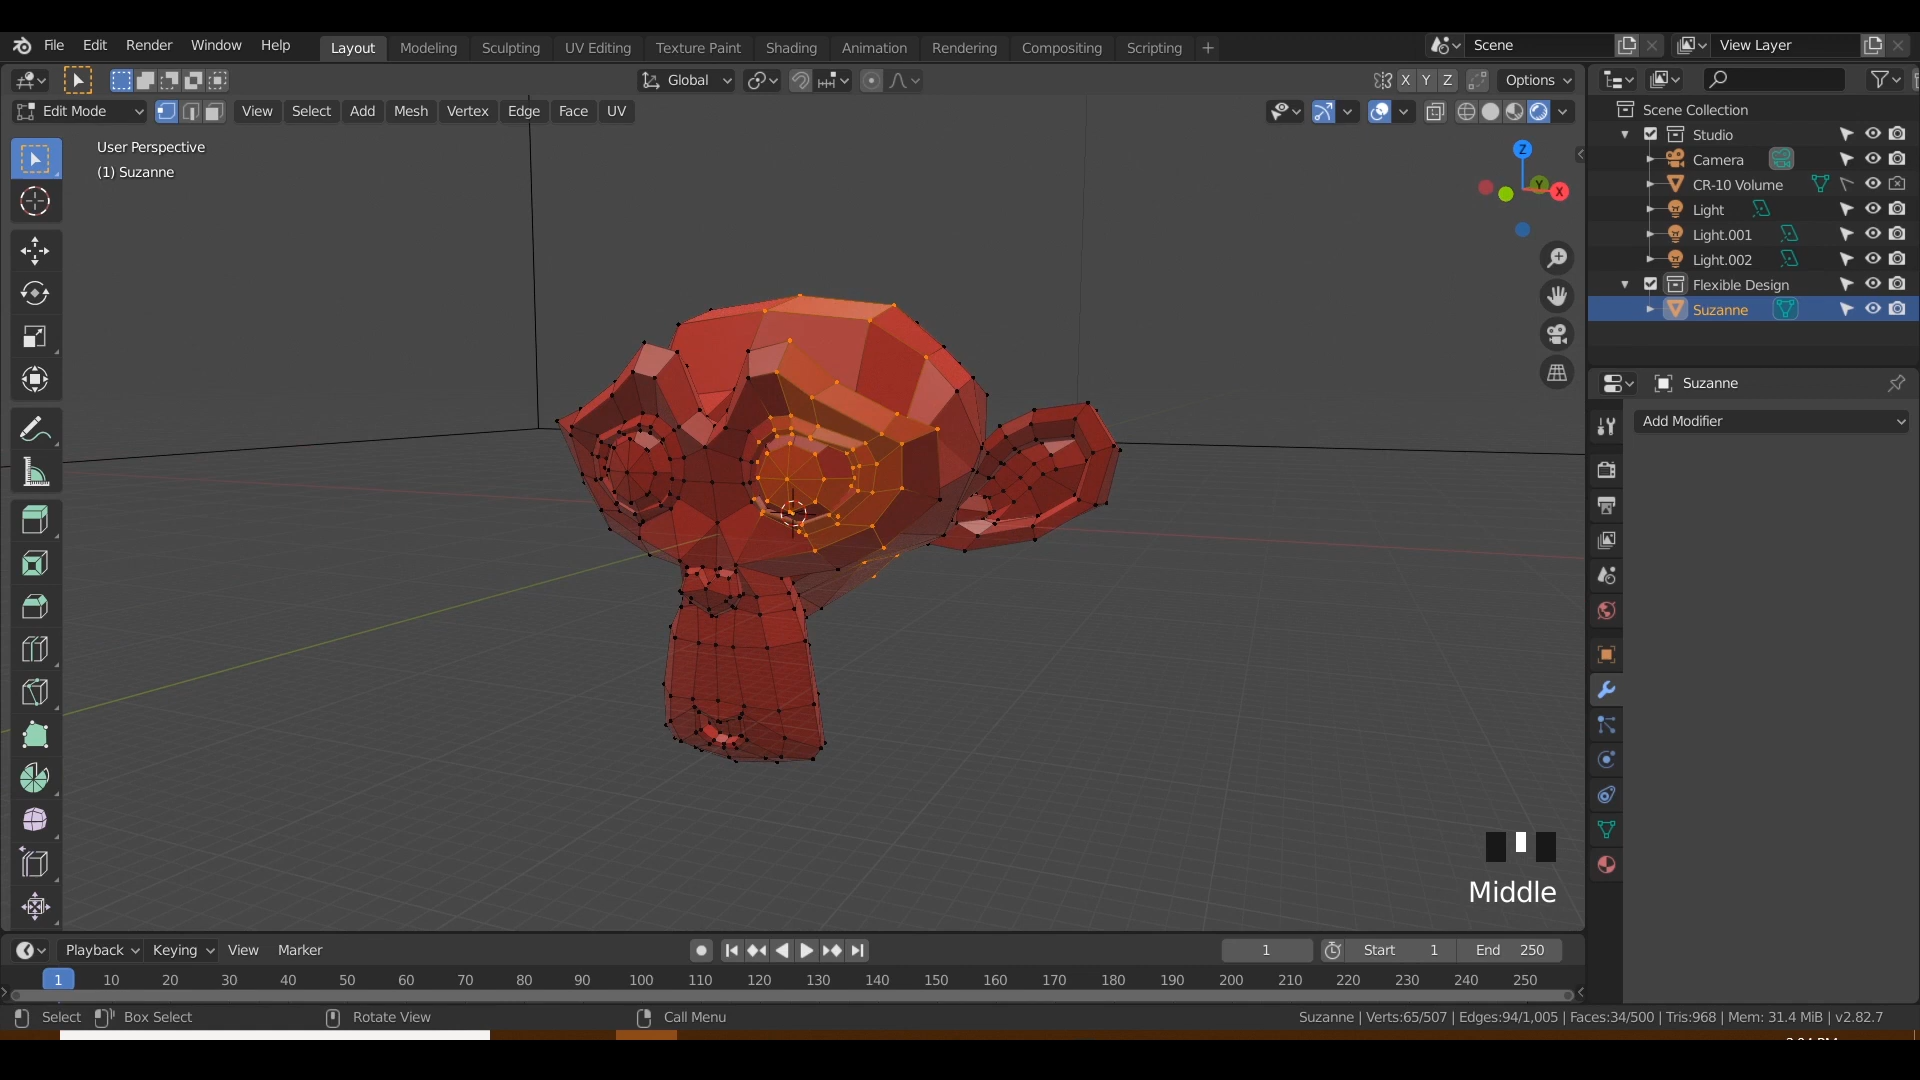 File Edit Render Window Help Layout Modeling Sculpting UV Editing Texture Paint Shading Animation Rendering Compositing Scripting + Scene View Layer
Global X Y Z Options
Edit Mode View Select Add Mesh Vertex Edge Face UV
User Perspective
(1) Suzanne
Z
Y
X
Scene Collection
Studio
Camera
CR-10 Volume
Light
Light.001
Light.002
Flexible Design
Suzanne
Suzanne
Add Modifier
Middle
Playback Keying View Marker 1 Start 1 End 250
1 10 20 30 40 50 60 70 80 90 100 110 120 130 140 150 160 170 180 190 200 210 220 230 240 250
Select Box Select Rotate View Call Menu Suzanne | Verts:65/507 | Edges:94/1,005 | Faces:34/500 | Tris:968 | Mem: 31.4 MiB | v2.82.7